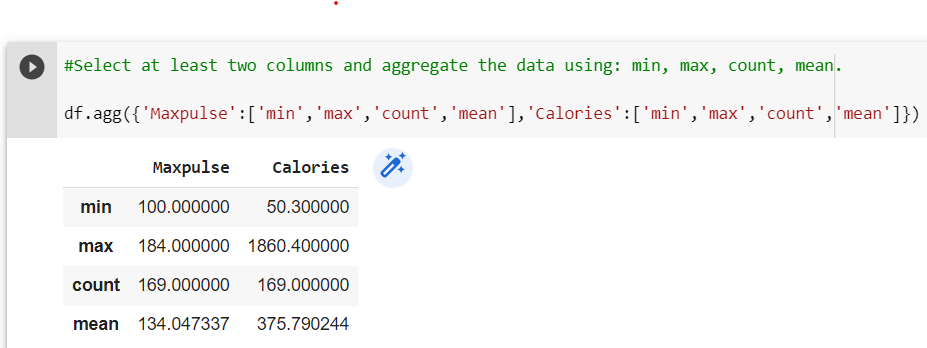 #Select at least two columns and aggregate the data using: min, max, count, mean.
df.agg({'Maxpulse':['min','max','count','mean'],'Calories':['min','max','count','mean']})
Maxpulse Calories
min 100.000000 50.300000
max 184.000000 1860.400000
count 169.000000 169.000000
mean 134.047337 375.790244